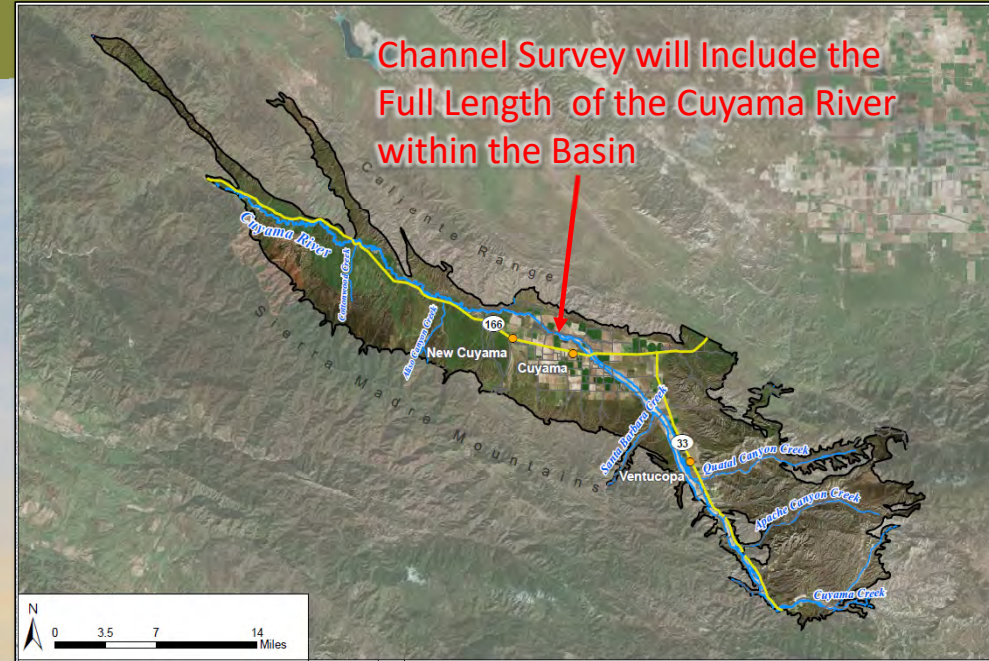 Channel Survey will Include the
Full Length of the Cuyama River
within the Basin
Caliente Range
Cuyama River
Cottonwood Creek
Aliso Canyon Creek
166
New Cuyama
Cuyama
Sierra Madre Mountains
Santa Barbara Creek
33
Ventucopa
Quatal Canyon Creek
Apache Canyon Creek
Cuyama Creek
N
0 3.5 7 14
Miles